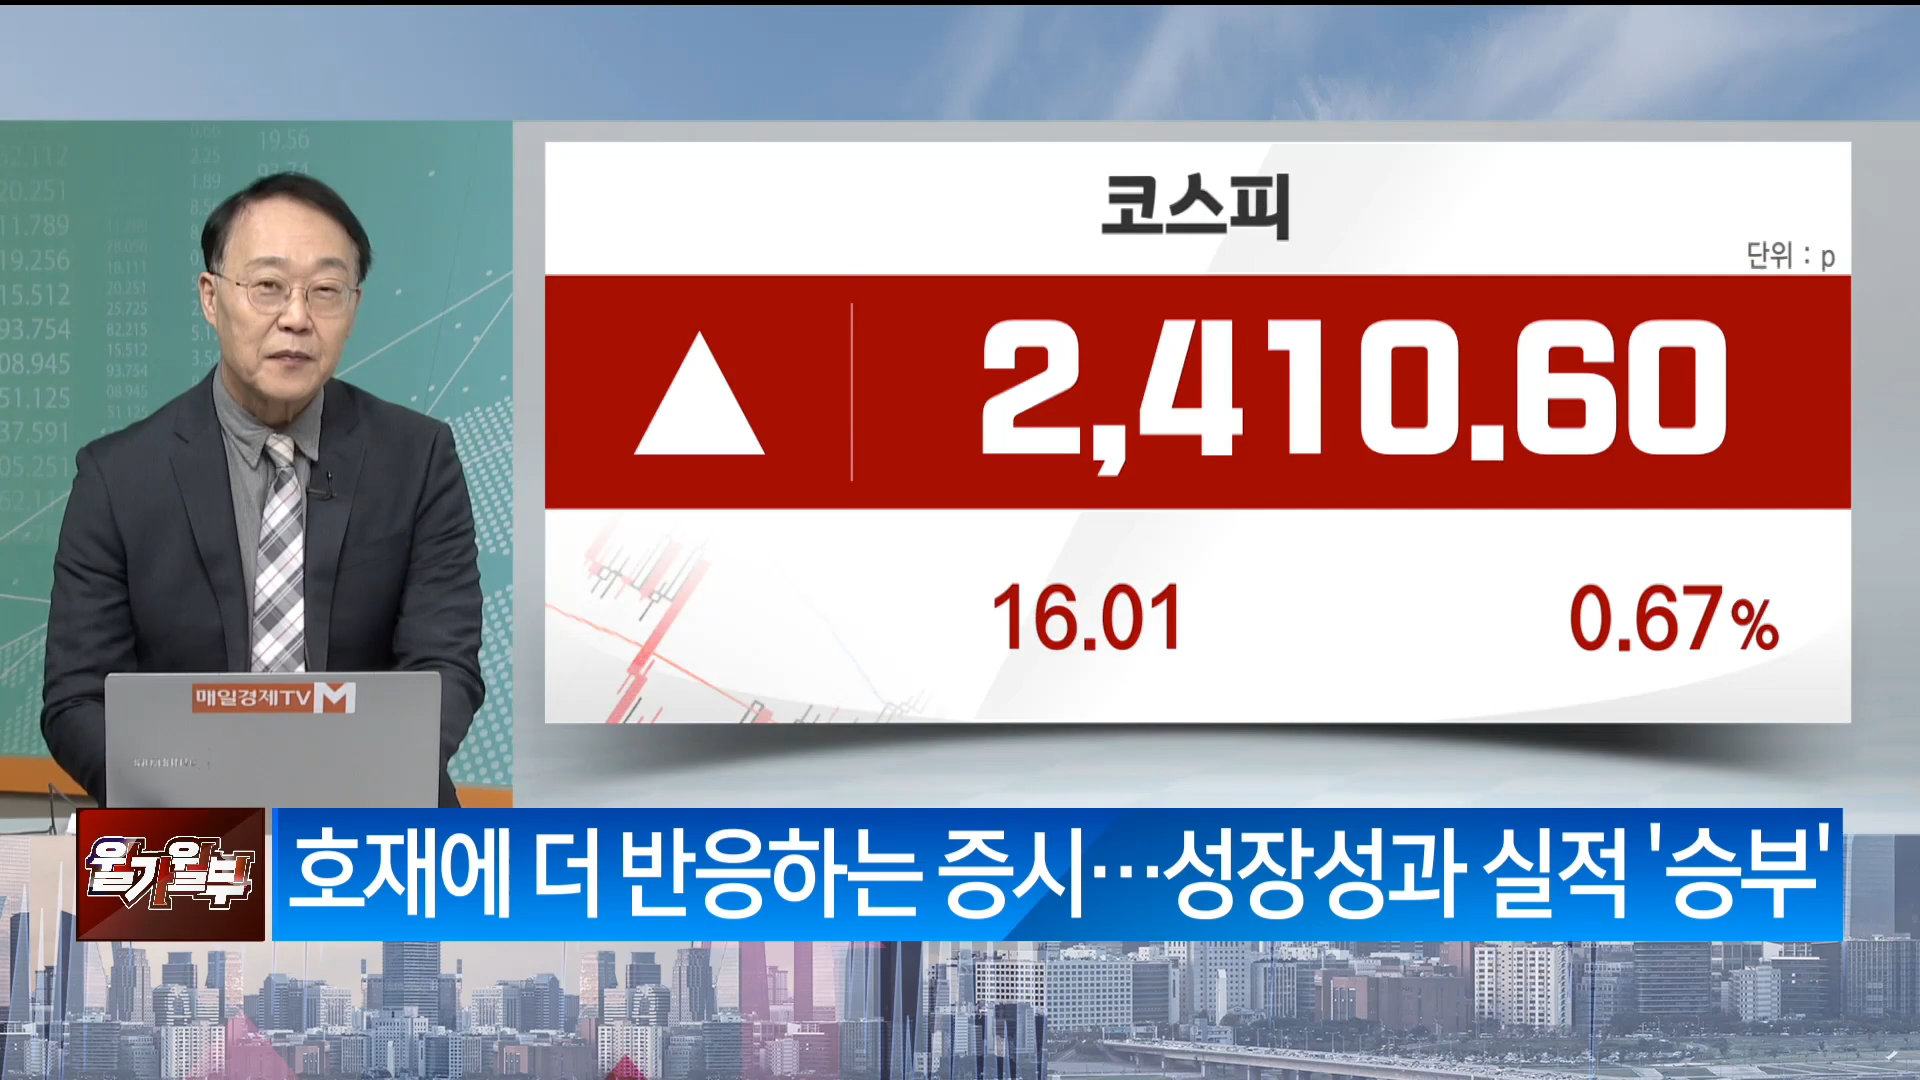 19.56
코스피
단위 : p
▲ 2,410.60
16.01 0.67%
매일경제TV M
월가월부
호재에 더 반응하는 증시…성장성과 실적 '승부'